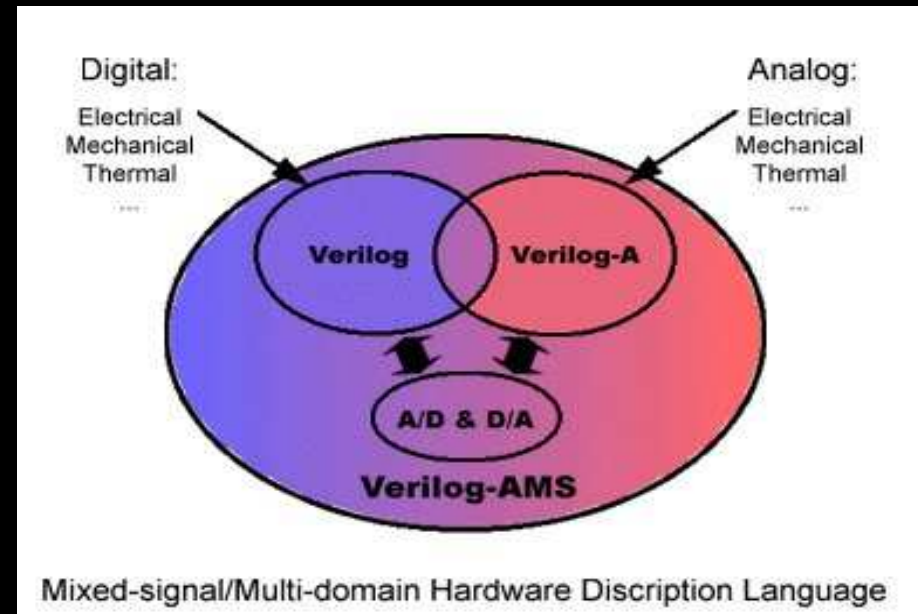 Digital:
Electrical
Mechanical
Thermal
...
Analog:
Electrical
Mechanical
Thermal
...
Verilog
Verilog-A
A/D & D/A
Verilog-AMS
Mixed-signal/Multi-domain Hardware Discription Language